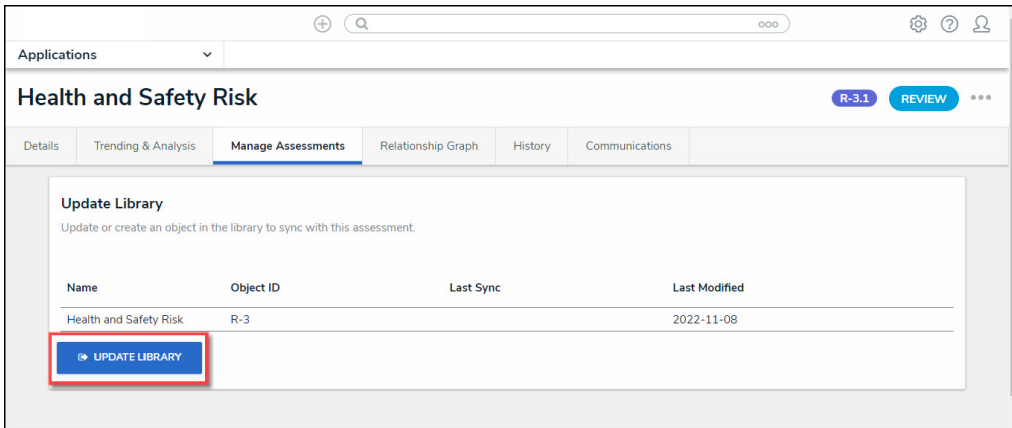 Applications
Health and Safety Risk
R-3.1 REVIEW
Details Trending & Analysis Manage Assessments Relationship Graph History Communications
Update Library
Update or create an object in the library to sync with this assessment.
Name Object ID Last Sync Last Modified
Health and Safety Risk R-3 2022-11-08
UPDATE LIBRARY